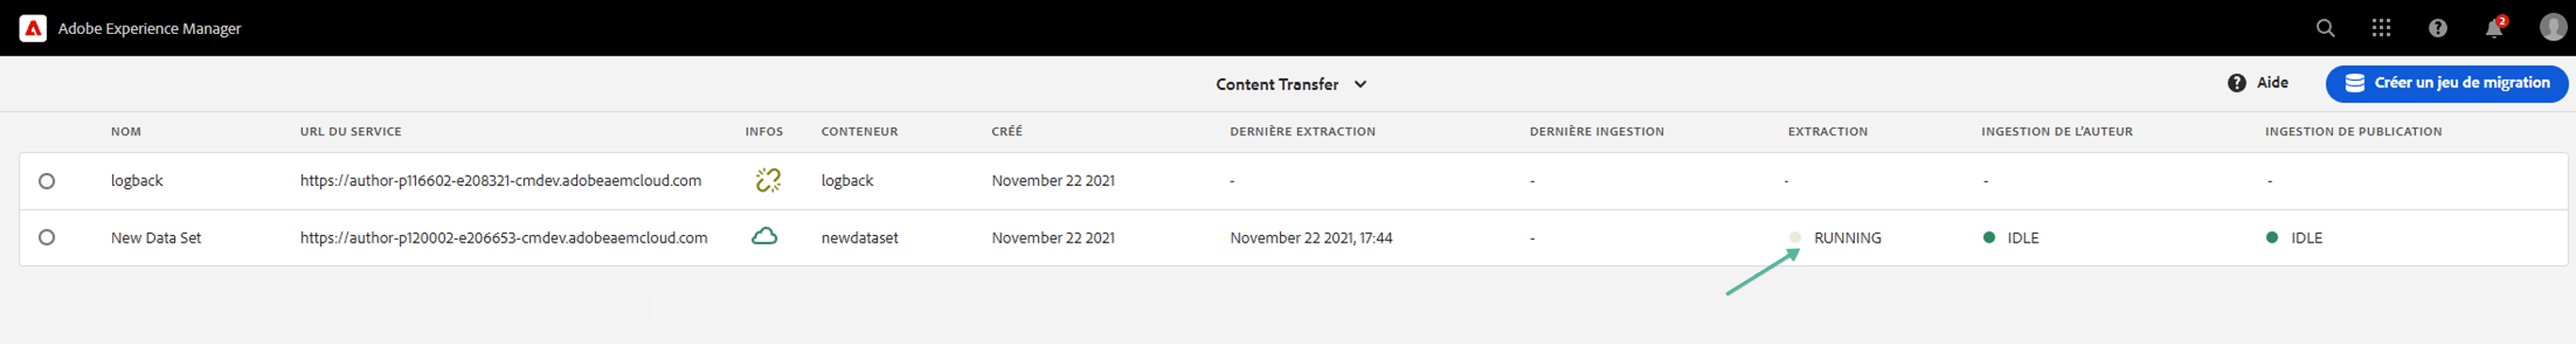 Adobe Experience Manager
2
Content Transfer
Aide
Créer un jeu de migration
NOM URL DU SERVICE INFOS CONTENEUR CRÉÉ DERNIÈRE EXTRACTION DERNIÈRE INGESTION EXTRACTION INGESTION DE L'AUTEUR INGESTION DE PUBLICATION
logback https://author-p116602-e208321-cmdev.adobeaemcloud.com logback November 22 2021 - - - - -
New Data Set https://author-p120002-e206653-cmdev.adobeaemcloud.com newdataset November 22 2021 November 22 2021, 17:44 - RUNNING IDLE IDLE